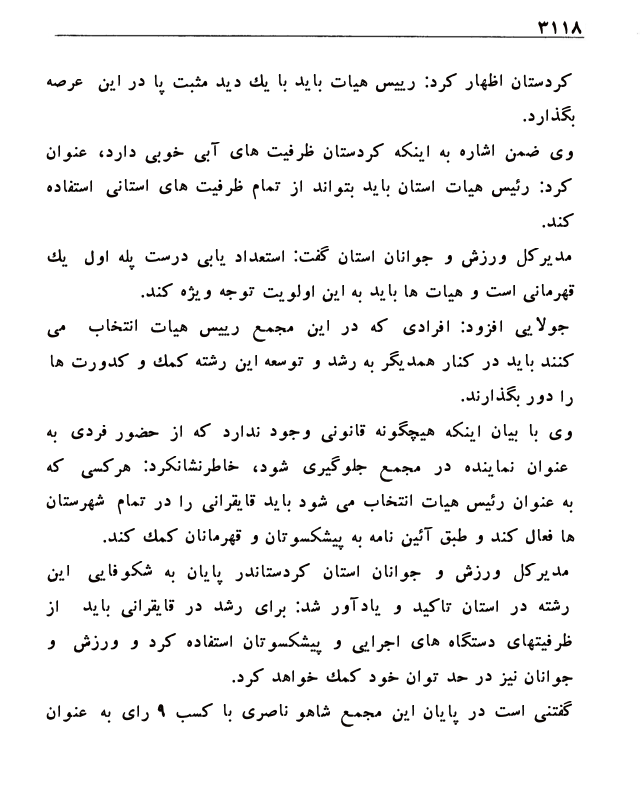 ۳۱۱۸
کردستان اظهار کرد: رییس هیات باید با یك دید مثبت پا در این عرصه
بگذارد.
وی ضمن اشاره به اینکه کردستان ظرفیت های آبی خوبی دارد، عنوان
کرد: رئیس هیات استان باید بتواند از تمام ظرفیت های استانی استفاده
کند.
مدیرکل ورزش و جوانان استان گفت: استعداد یابی درست پله اول یك
قهرمانی است و هیات ها باید به این اولویت توجه ویژه کند.
جولایی افزود: افرادی که در این مجمع رییس هیات انتخاب می
کنند باید در کنار همدیگر به رشد و توسعه این رشته کمك و کدورت ها
را دور بگذارند.
وی با بیان اینکه هیچگونه قانونی وجود ندارد که از حضور فردی به
عنوان نماینده در مجمع جلوگیری شود، خاطرنشانکرد: هرکسی که
به عنوان رئیس هیات انتخاب می شود باید قایقرانی را در تمام شهرستان
ها فعال کند و طبق آئین نامه به پیشکسوتان و قهرمانان کمك کند.
مدیرکل ورزش و جوانان استان کردستاندر پایان به شکوفایی این
رشته در استان تاکید و یادآور شد: برای رشد در قایقرانی باید از
ظرفیتهای دستگاه های اجرایی و پیشکسوتان استفاده کرد و ورزش و
جوانان نیز در حد توان خود کمك خواهد کرد.
گفتنی است در پایان این مجمع شاهو ناصری با کسب ۹ رای به عنوان